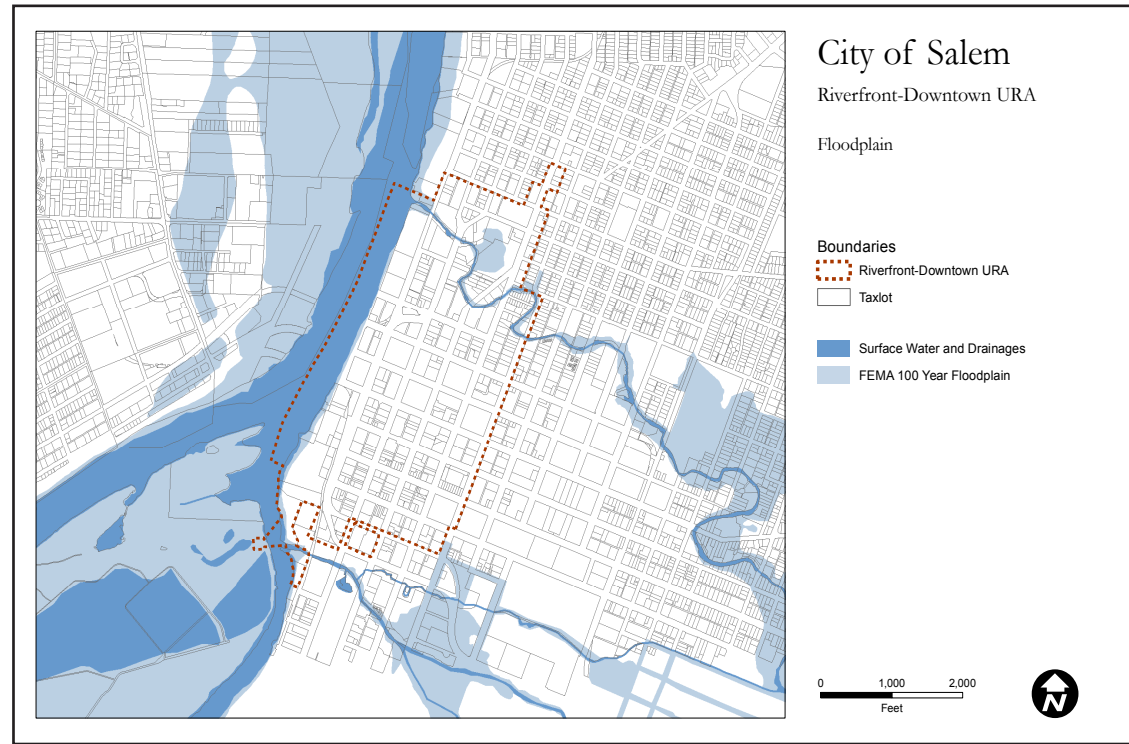 City of Salem
Riverfront-Downtown URA
Floodplain
Boundaries
Riverfront-Downtown URA
Taxlot
Surface Water and Drainages
FEMA 100 Year Floodplain
0 1,000 2,000
Feet
N